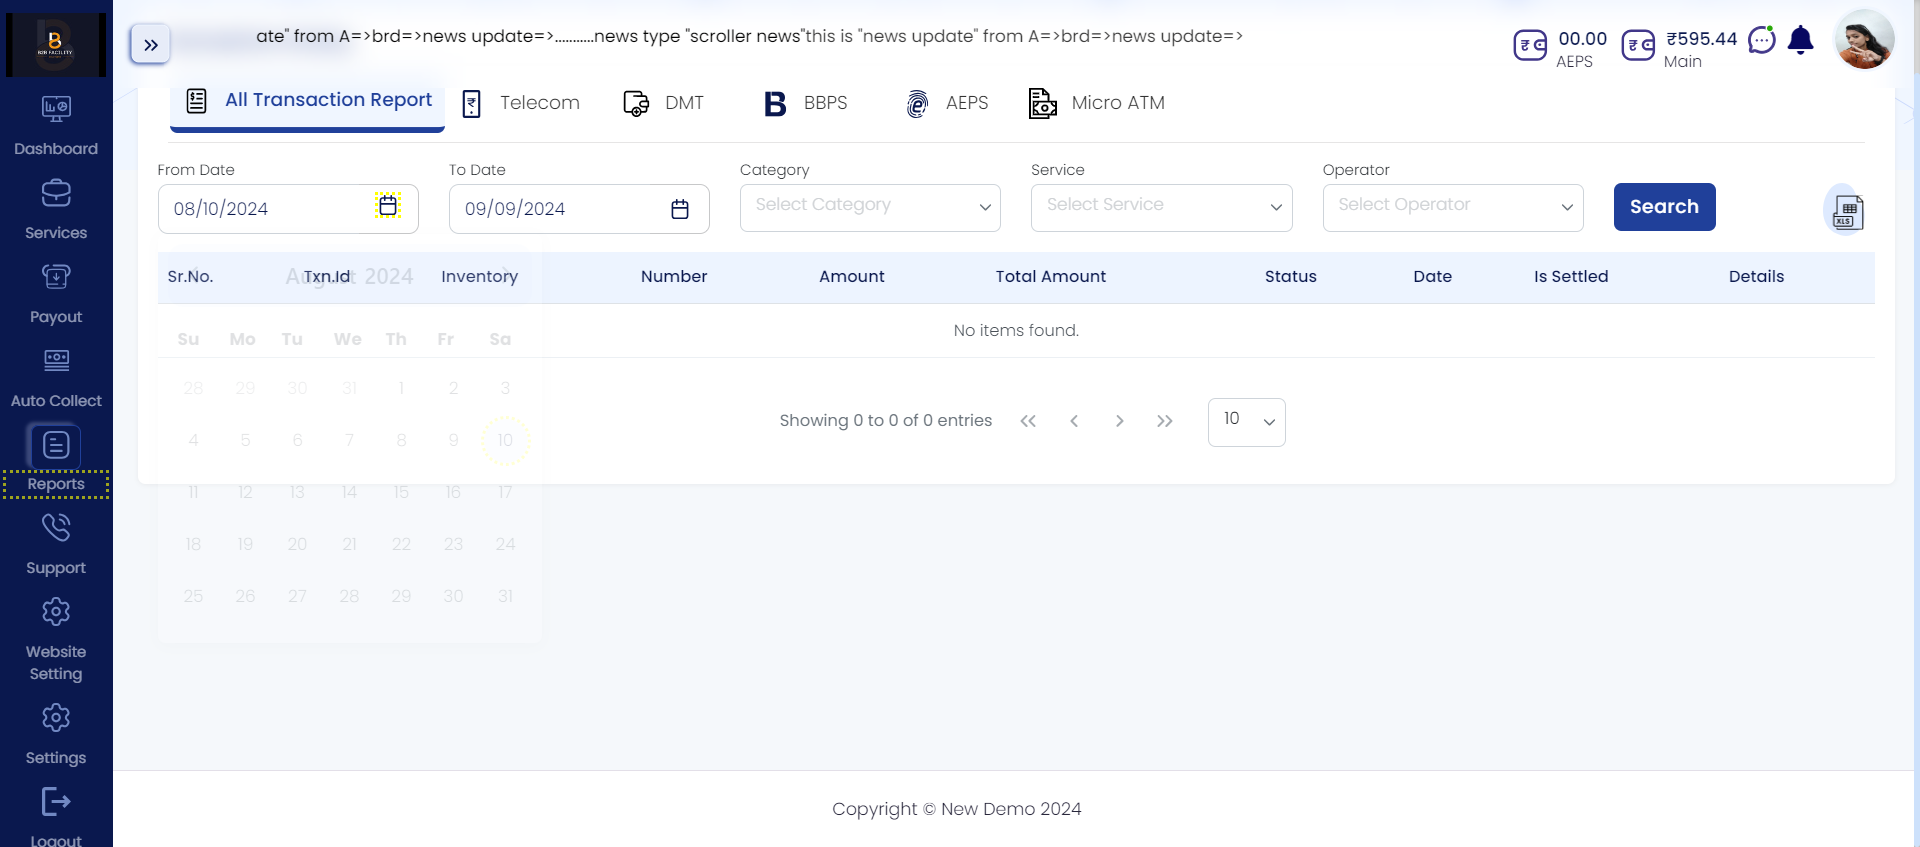 ate" from A=>brd=>news update=>...........news type "scroller news"this is "news update" from A=>brd=>news update=>
00.00
AEPS
₹595.44
Main
B2B FACILITY
All Transaction Report
Telecom
DMT
BBPS
AEPS
Micro ATM
Dashboard
Services
Payout
Auto Collect
Reports
Support
Website
Setting
Settings
Logout
From Date
To Date
Category
Service
Operator
08/10/2024
09/09/2024
Select Category
Select Service
Select Operator
Search
XLS
Sr.No. Txn.Id Inventory Number Amount Total Amount Status Date Is Settled Details
No items found.
August 2024
Su Mo Tu We Th Fr Sa
28 29 30 31 1 2 3
4 5 6 7 8 9 10
11 12 13 14 15 16 17
18 19 20 21 22 23 24
25 26 27 28 29 30 31
Showing 0 to 0 of 0 entries
10
Copyright © New Demo 2024